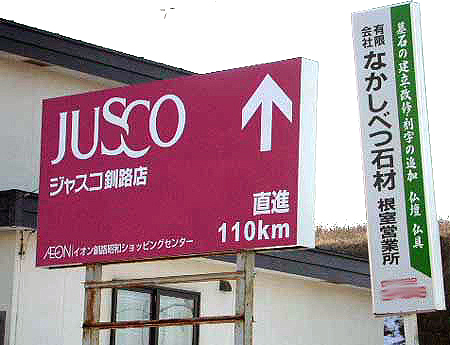 JUSCO
ジャスコ釧路店
直進
110km
ÆON イオン釧路昭和ショッピングセンター
墓石の建立改修・刻字の追加 仏壇 仏具
有限会社 なかしべつ石材 根室営業所